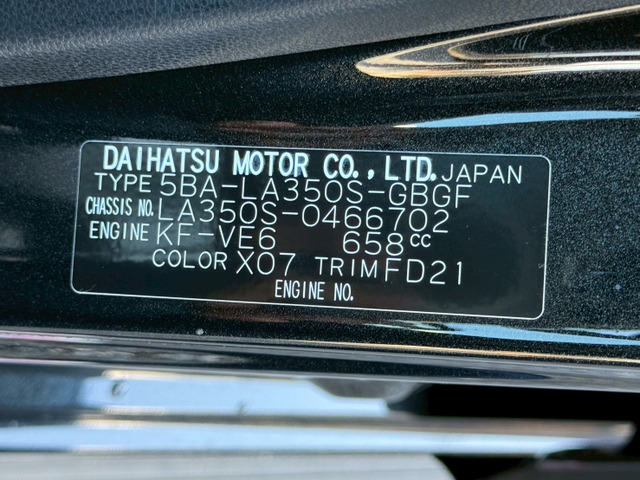 DAIHATSU MOTOR CO., LTD. JAPAN
TYPE 5BA-LA350S-GBGF
CHASSIS NO. LA350S-0466702
ENGINE KF-VE6 658cc
COLOR X07 TRIM FD21
ENGINE NO.